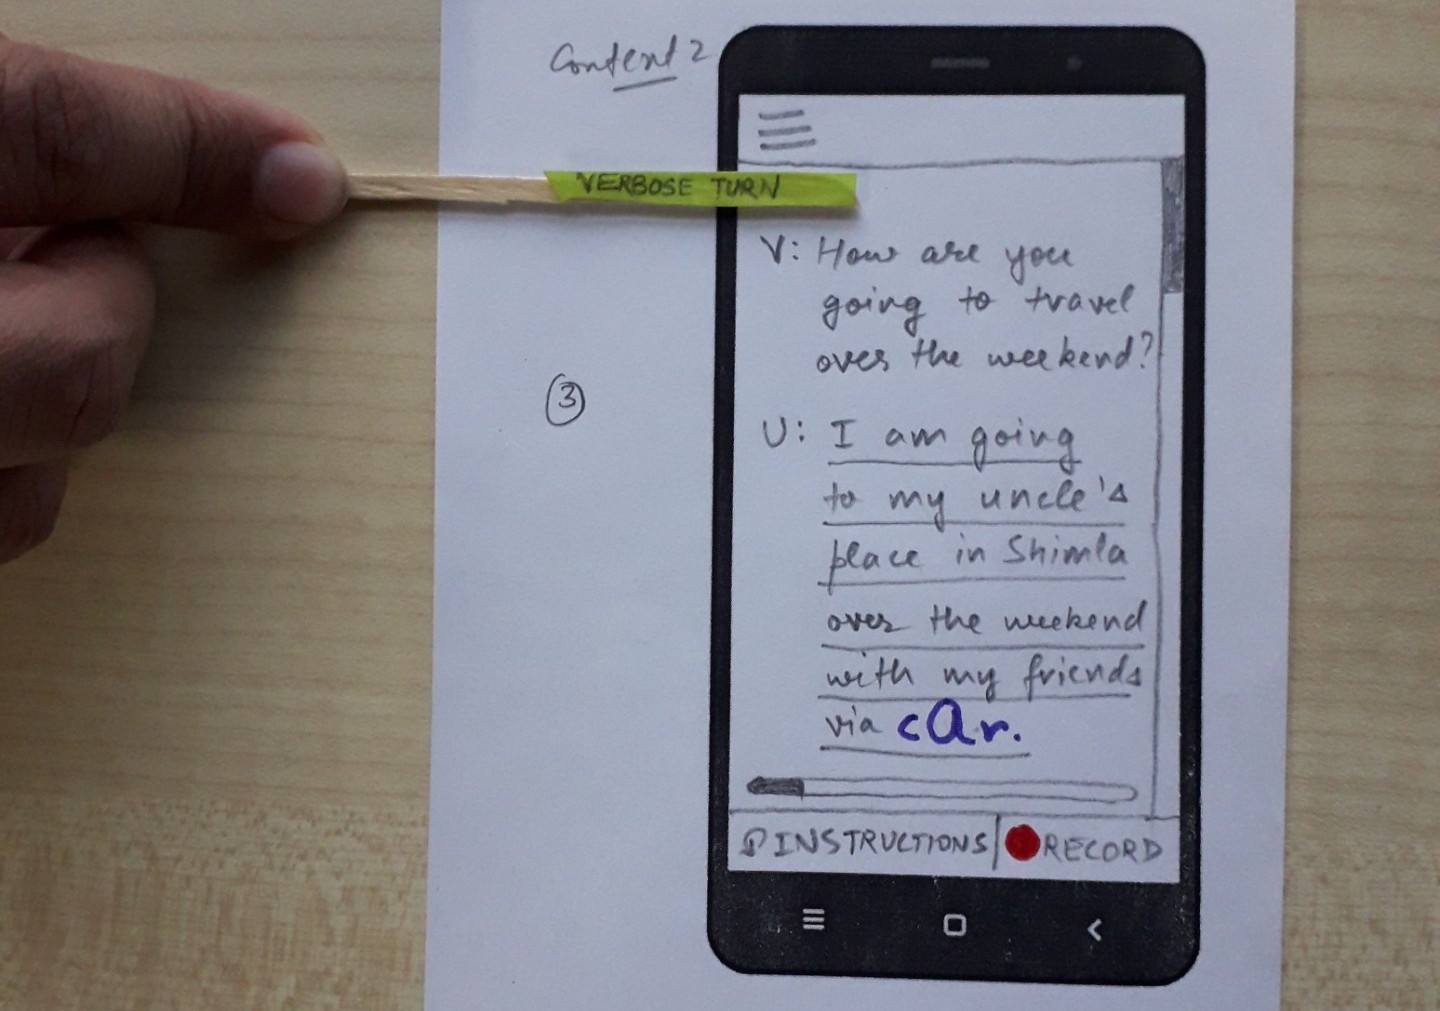 Content 2
VERBOSE TURN
V: How are you
going to travel
over the weekend?
③
U: I am going
to my uncle's
place in Shimla
over the weekend
with my friends
via car.
INSTRUCTIONS | RECORD